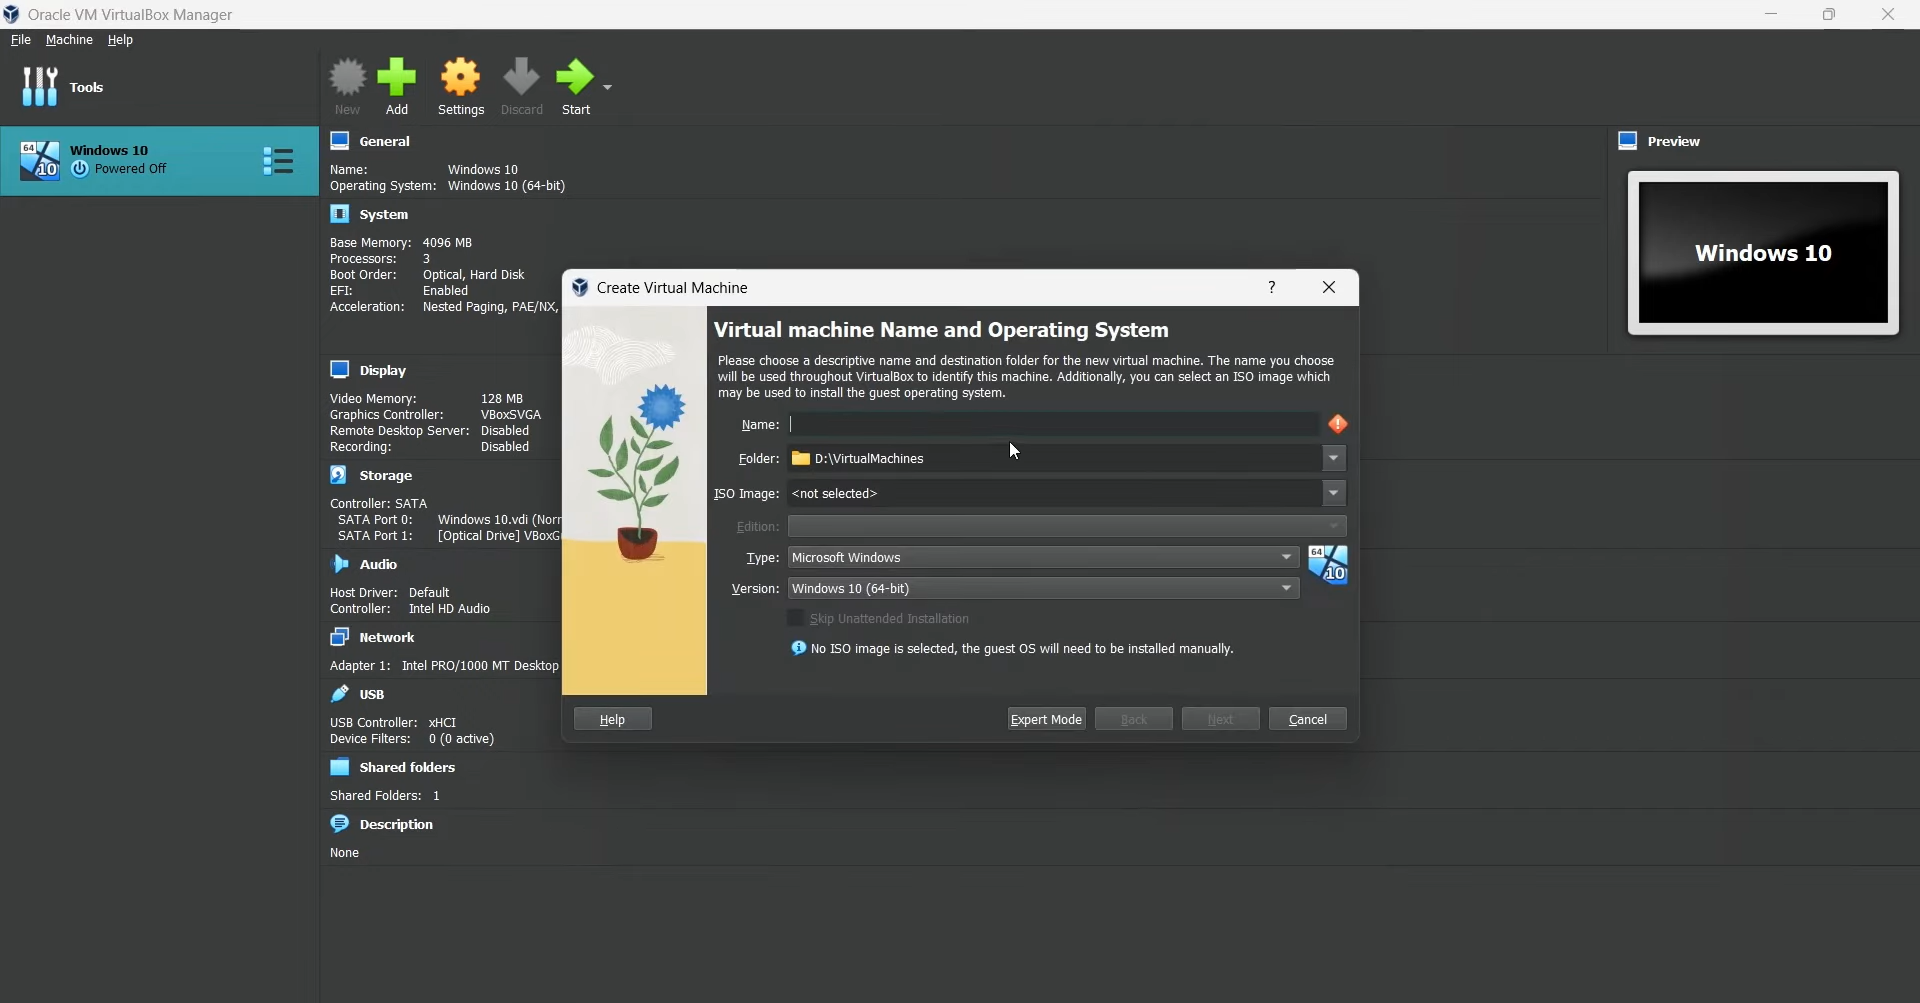 Oracle VM VirtualBox Manager
File Machine Help
Tools
New Add Settings Discard Start
64
10
Windows 10
Powered Off
General
Name: Windows 10
Operating System: Windows 10 (64-bit)
System
Base Memory: 4096 MB
Processors: 3
Boot Order: Optical, Hard Disk
EFI: Enabled
Acceleration: Nested Paging, PAE/NX,
Display
Video Memory: 128 MB
Graphics Controller: VBoxSVGA
Remote Desktop Server: Disabled
Recording: Disabled
Storage
Controller: SATA
SATA Port 0: Windows 10.vdi (Norr
SATA Port 1: [Optical Drive] VBoxG
Audio
Host Driver: Default
Controller: Intel HD Audio
Network
Adapter 1: Intel PRO/1000 MT Desktop
USB
USB Controller: xHCI
Device Filters: 0 (0 active)
Shared folders
Shared Folders: 1
Description
None
Preview
Windows 10
Create Virtual Machine
?
Virtual machine Name and Operating System
Please choose a descriptive name and destination folder for the new virtual machine. The name you choose
will be used throughout VirtualBox to identify this machine. Additionally, you can select an ISO image which
may be used to install the guest operating system.
Name:
Folder: D:\VirtualMachines
ISO Image: <not selected>
Edition:
Type: Microsoft Windows
64
10
Version: Windows 10 (64-bit)
Skip Unattended Installation
No ISO image is selected, the guest OS will need to be installed manually.
Help Expert Mode Back Next Cancel